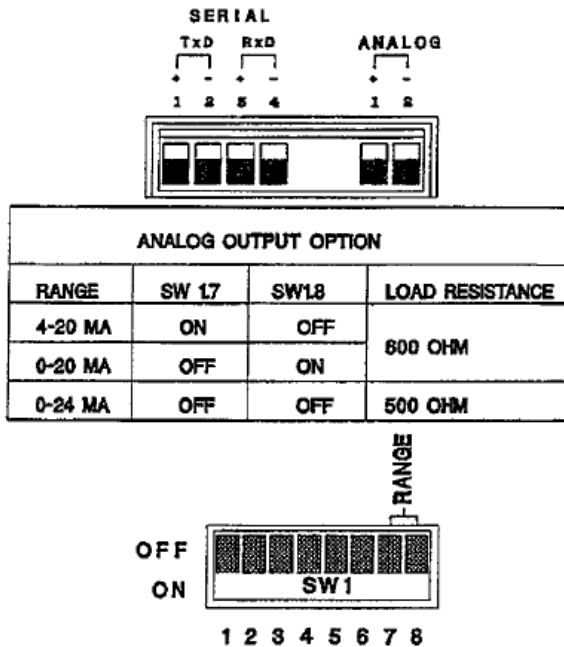 SERIAL
TxD RxD ANALOG
+ - + - + -
1 2 3 4 1 2
ANALOG OUTPUT OPTION
RANGE SW 1.7 SW1.8 LOAD RESISTANCE
4-20 MA ON OFF 600 OHM
0-20 MA OFF ON
0-24 MA OFF OFF 500 OHM
RANGE
OFF
ON SW1
1 2 3 4 5 6 7 8